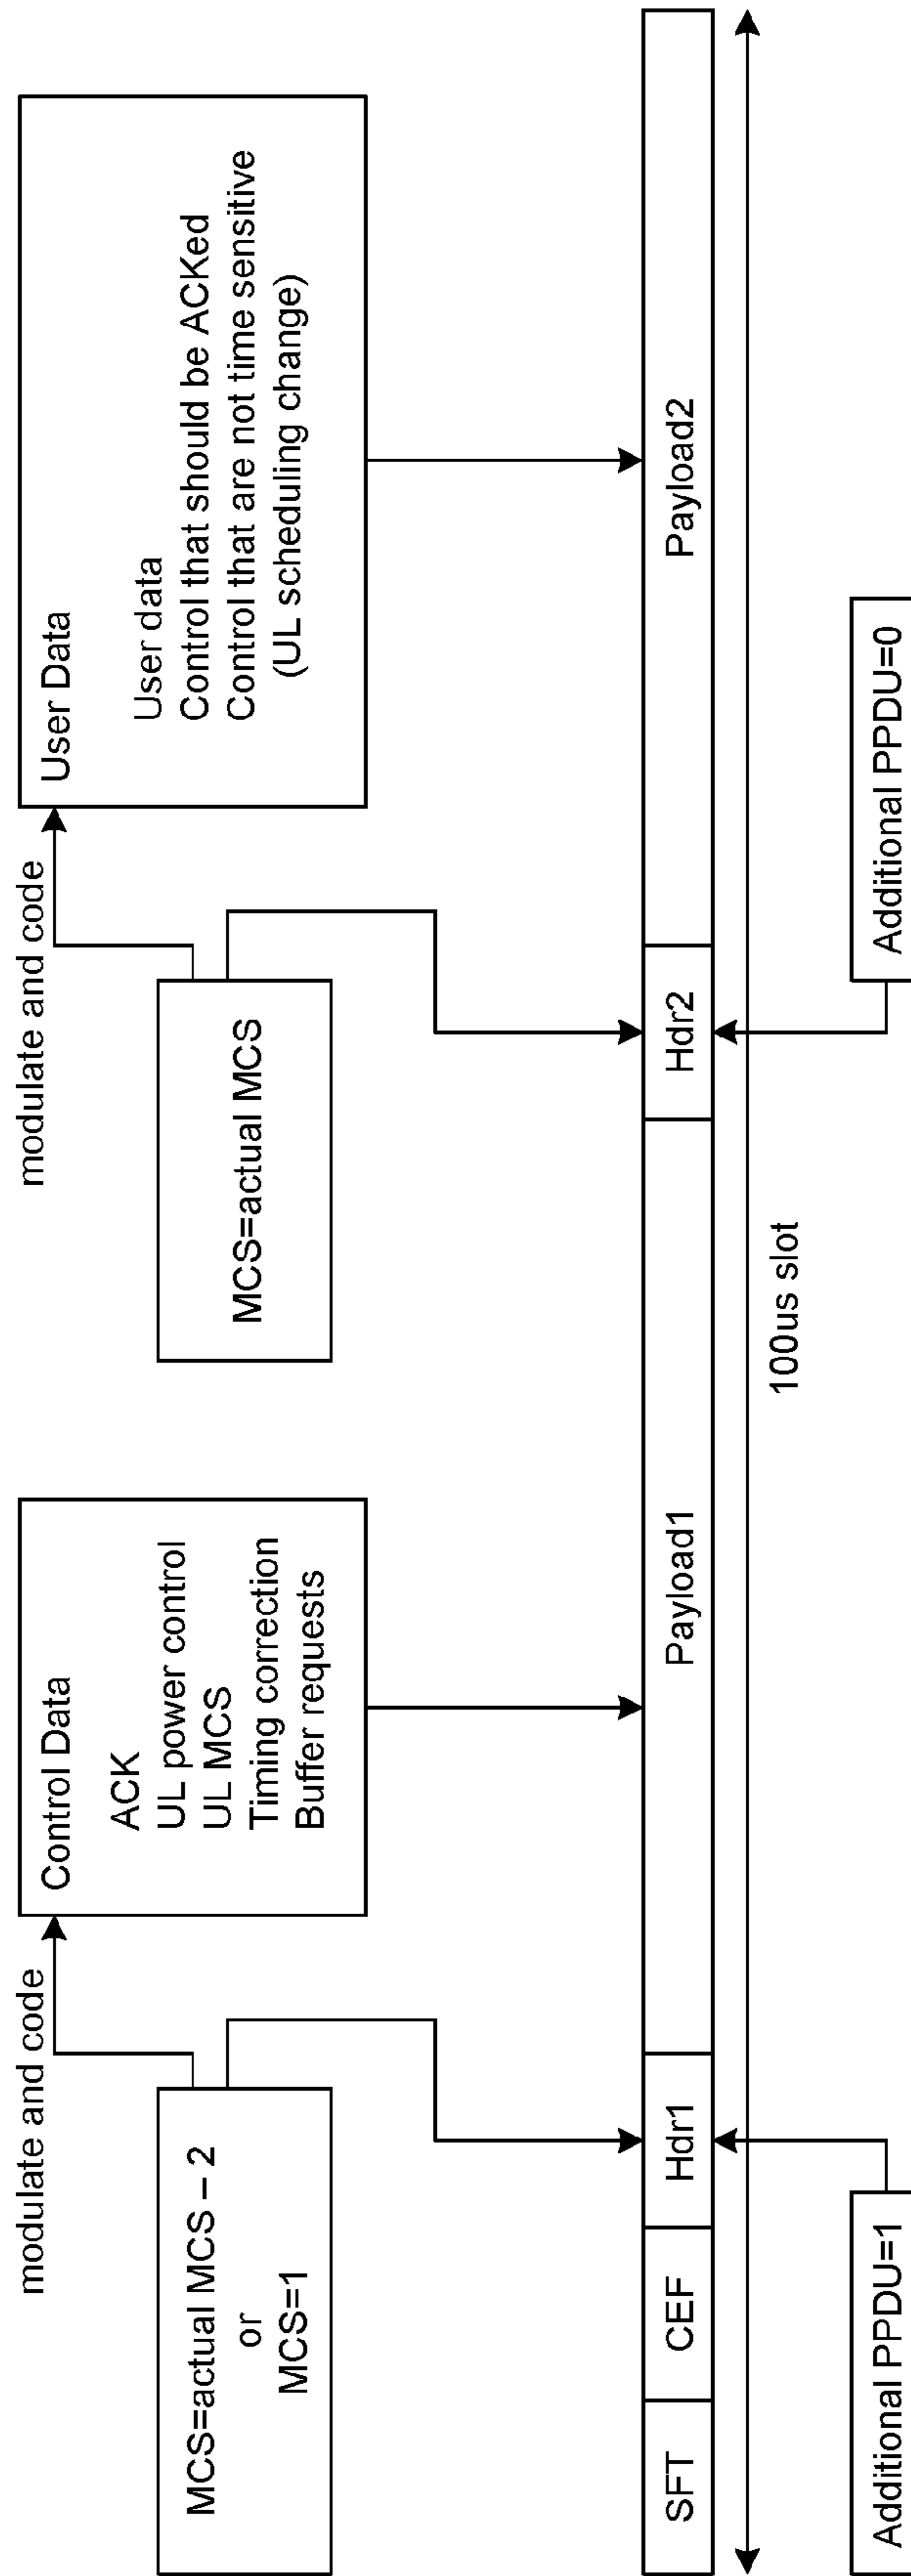 modulate and code
MCS=actual MCS – 2
or
MCS=1
Control Data
ACK
UL power control
UL MCS
Timing correction
Buffer requests
modulate and code
MCS=actual MCS
User Data
User data
Control that should be ACKed
Control that are not time sensitive
(UL scheduling change)
SFT
CEF
Hdr1
Payload1
Hdr2
Payload2
100us slot
Additional PPDU=1
Additional PPDU=0